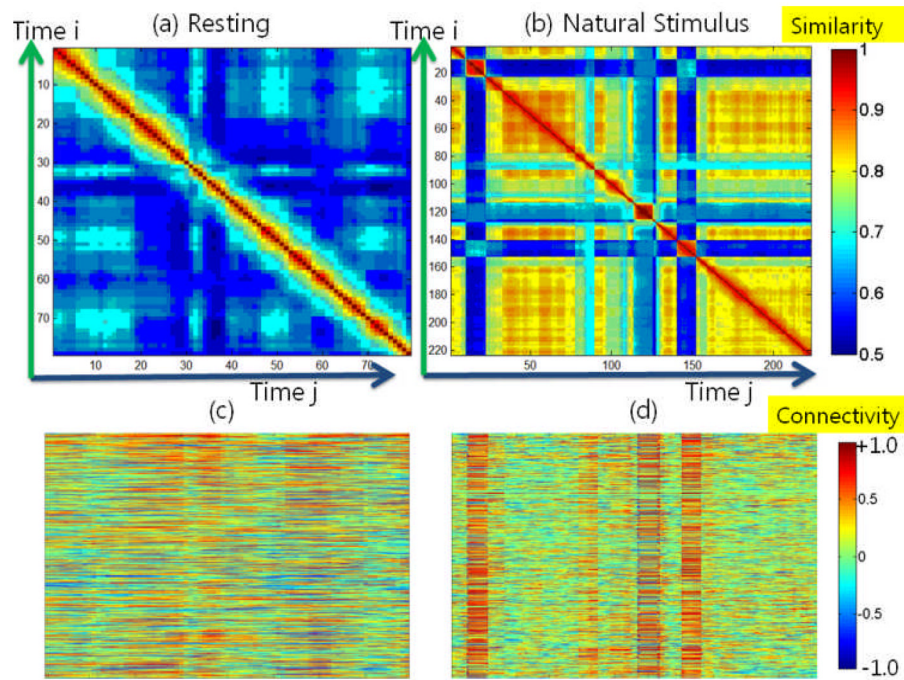 Time i
(a) Resting
Time i
(b) Natural Stimulus
Similarity
10
20
30
40
50
60
70
10 20 30 40 50 60 70
Time j
20
40
60
80
100
120
140
160
180
200
220
50 100 150 200
Time j
1
0.9
0.8
0.7
0.6
0.5
(c)
(d)
Connectivity
+1.0
0.5
0
-0.5
-1.0